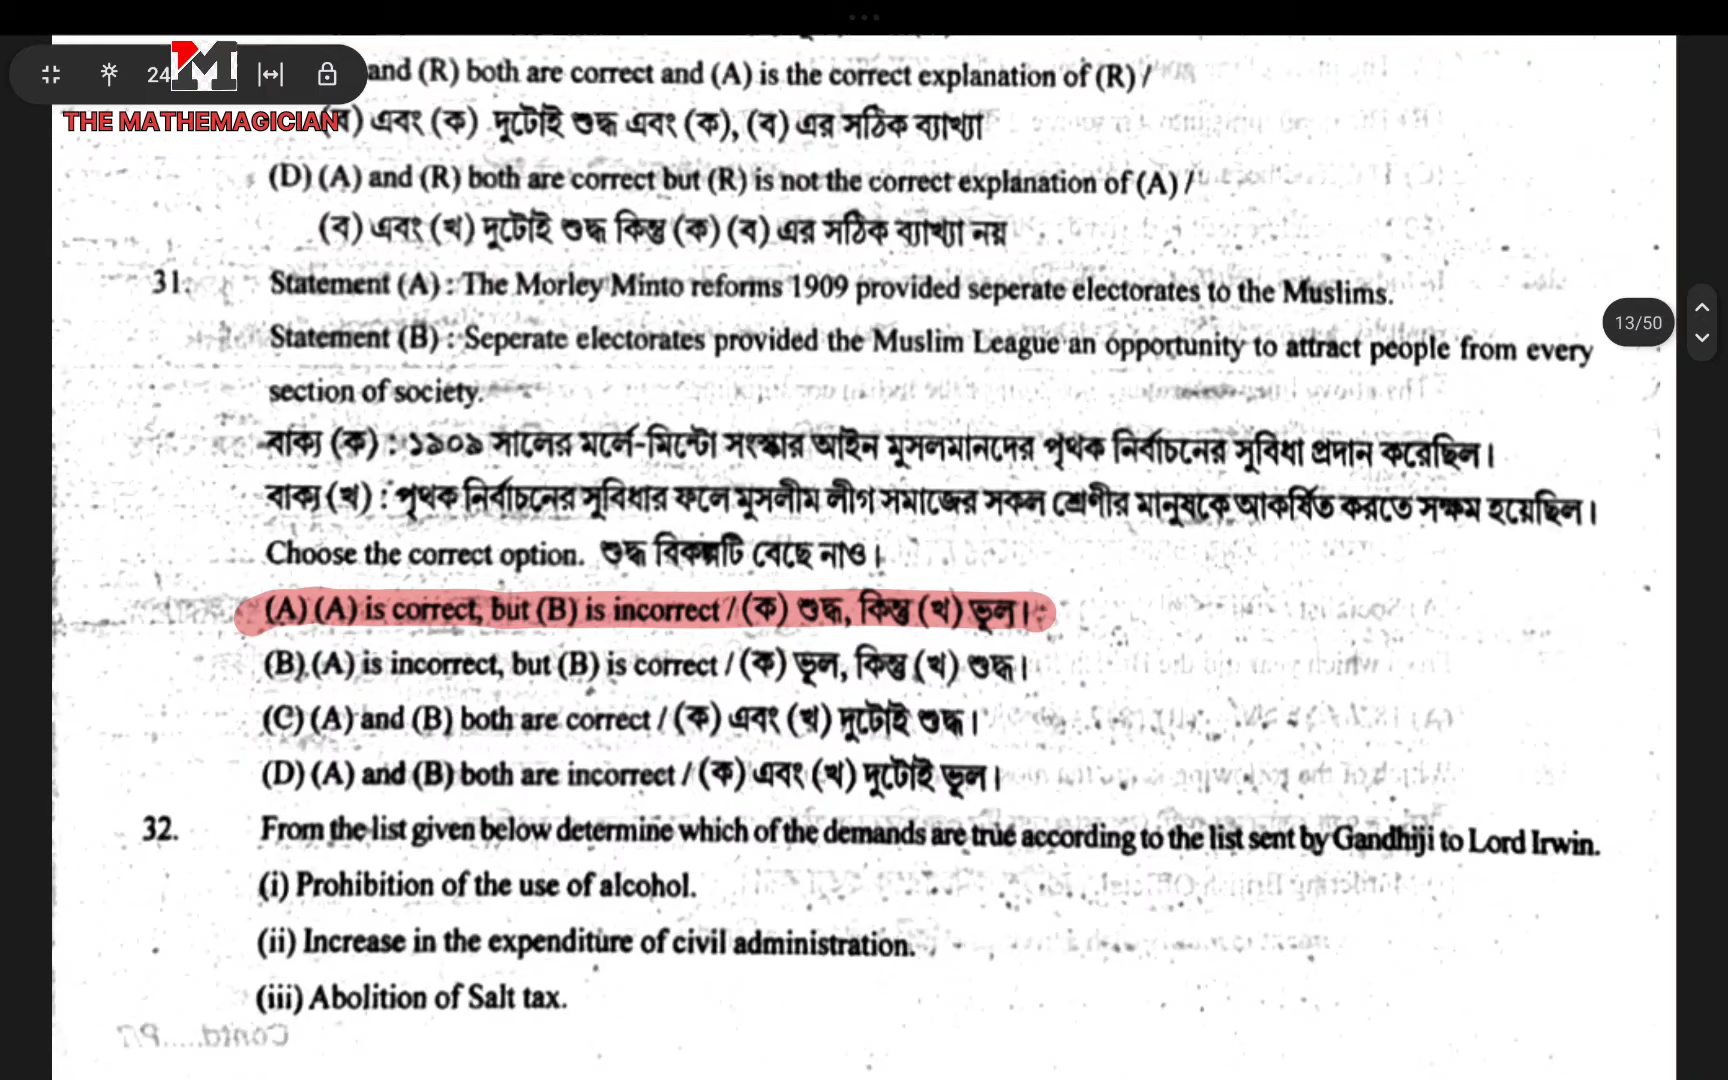 24
THE MATHEMAGICIAN
and (R) both are correct and (A) is the correct explanation of (R) /
(ব) এবং (ক) দুটোই শুদ্ধ এবং (ক), (ব) এর সঠিক ব্যাখ্যা
(D) (A) and (R) both are correct but (R) is not the correct explanation of (A) /
(ব) এবং (খ) দুটোই শুদ্ধ কিন্তু (ক) (ব) এর সঠিক ব্যাখ্যা নয়
31. Statement (A) : The Morley Minto reforms 1909 provided seperate electorates to the Muslims.
Statement (B) : Seperate electorates provided the Muslim League an opportunity to attract people from every
13/50
section of society.
বাক্য (ক) : ১৯০৯ সালের মর্লে-মিন্টো সংস্কার আইন মুসলমানদের পৃথক নির্বাচনের সুবিধা প্রদান করেছিল।
বাক্য (খ) : পৃথক নির্বাচনের সুবিধার ফলে মুসলীম লীগ সমাজের সকল শ্রেণীর মানুষকে আকর্ষিত করতে সক্ষম হয়েছিল।
Choose the correct option. শুদ্ধ বিকল্পটি বেছে নাও।
(A) (A) is correct, but (B) is incorrect / (ক) শুদ্ধ, কিন্তু (খ) ভুল।
(B) (A) is incorrect, but (B) is correct / (ক) ভুল, কিন্তু (খ) শুদ্ধ।
(C) (A) and (B) both are correct / (ক) এবং (খ) দুটোই শুদ্ধ।
(D) (A) and (B) both are incorrect / (ক) এবং (খ) দুটোই ভুল।
32. From the list given below determine which of the demands are true according to the list sent by Gandhiji to Lord Irwin.
(i) Prohibition of the use of alcohol.
(ii) Increase in the expenditure of civil administration.
(iii) Abolition of Salt tax.